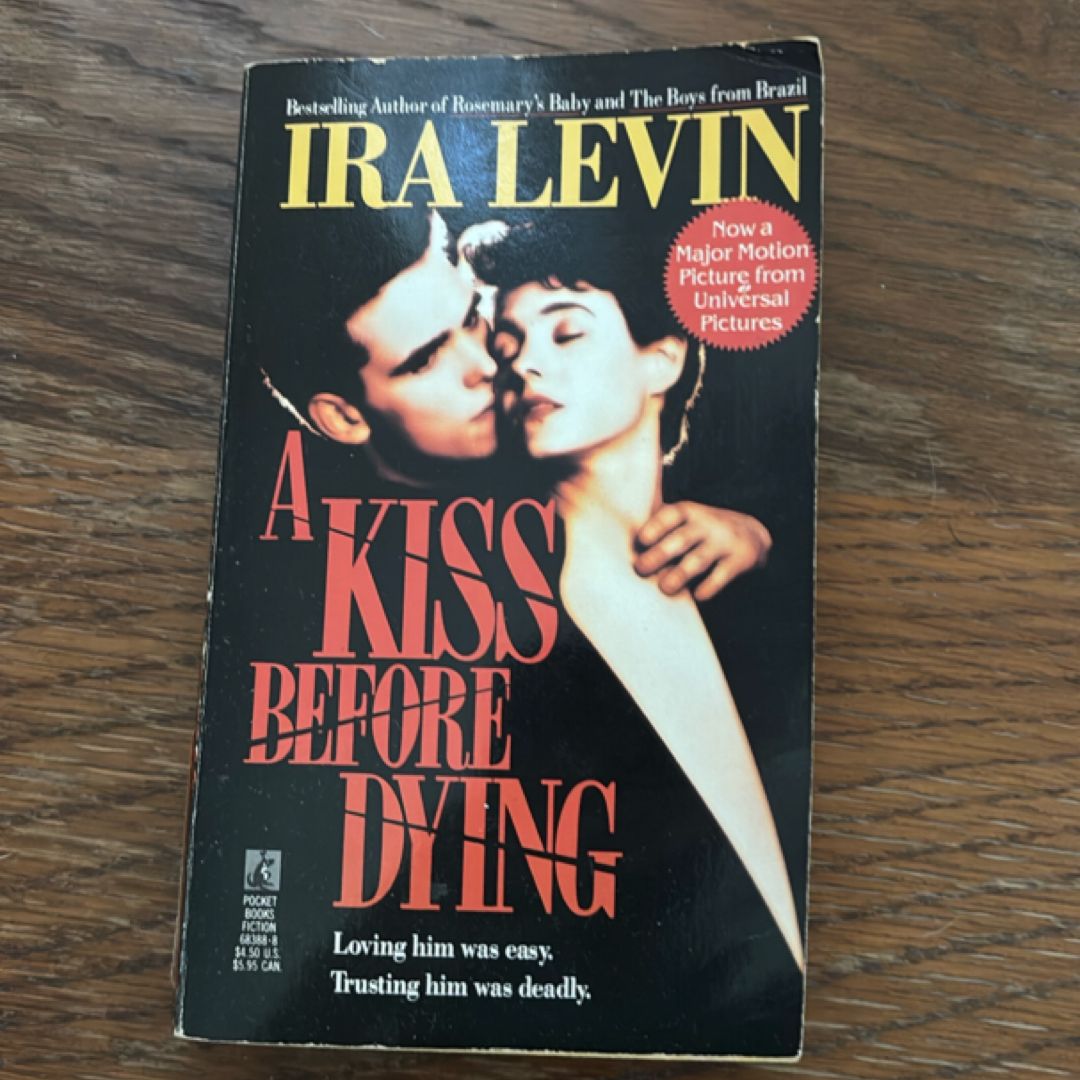 Bestselling Author of Rosemary's Baby and The Boys from Brazil
IRA LEVIN
Now a
Major Motion
Picture from
Universal
Pictures
A
KISS
BEFORE
DYING
POCKET
BOOKS
FICTION
68388-8
$4.50 U.S.
$5.95 CAN.
Loving him was easy.
Trusting him was deadly.